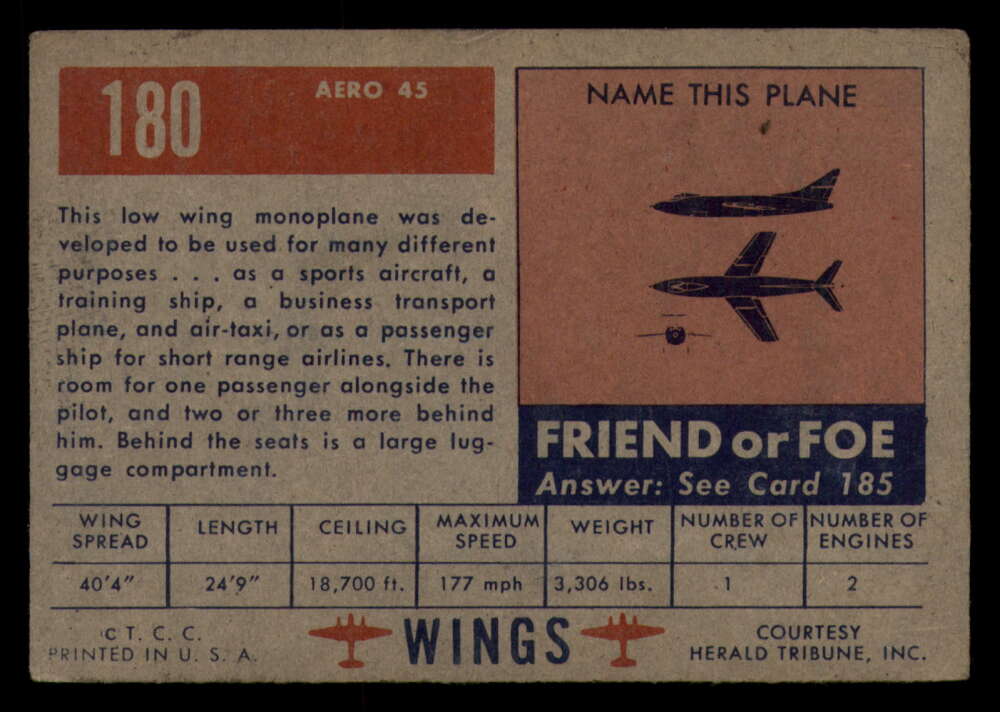 180
AERO 45
This low wing monoplane was de-
veloped to be used for many different
purposes . . . as a sports aircraft, a
training ship, a business transport
plane, and air-taxi, or as a passenger
ship for short range airlines. There is
room for one passenger alongside the
pilot, and two or three more behind
him. Behind the seats is a large lug-
gage compartment.
NAME THIS PLANE
FRIEND or FOE
Answer: See Card 185
WING SPREAD
LENGTH
CEILING
MAXIMUM SPEED
WEIGHT
NUMBER OF CREW
NUMBER OF ENGINES
40'4"
24'9"
18,700 ft.
177 mph
3,306 lbs.
1
2
C T. C. C.
PRINTED IN U. S. A.
WINGS
COURTESY
HERALD TRIBUNE, INC.